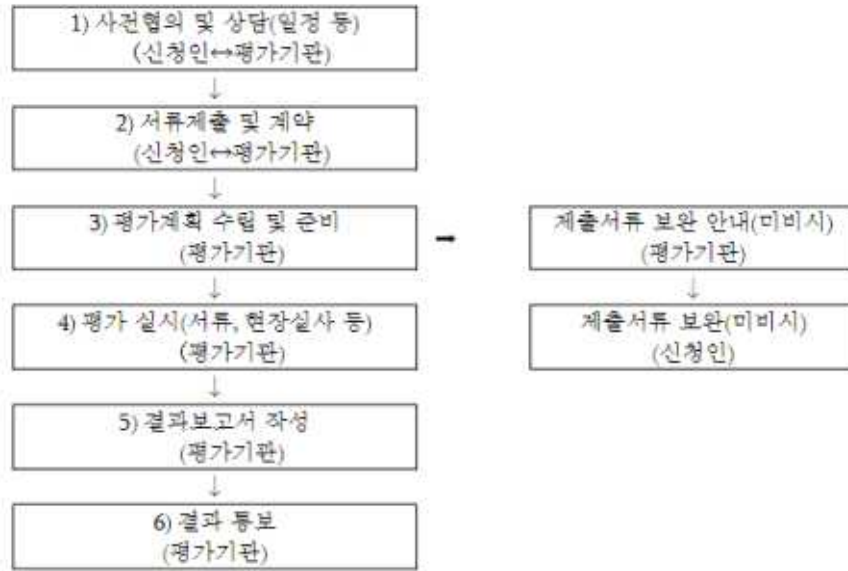 1) 사전협의 및 상담(일정 등)
(신청인↔평가기관)
↓
2) 서류제출 및 계약
(신청인↔평가기관)
↓
3) 평가계획 수립 및 준비
(평가기관)
→
제출서류 보완 안내(미비시)
(평가기관)
↓
제출서류 보완(미비시)
(신청인)
↓
4) 평가 실시(서류, 현장실사 등)
(평가기관)
↓
5) 결과보고서 작성
(평가기관)
↓
6) 결과 통보
(평가기관)